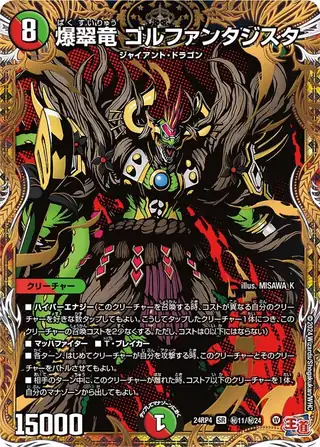 8
ばくすいりゅう
爆翠竜 ゴルファンタジスタ
ジャイアント・ドラゴン
illus. MISAWA K
15000
クリーチャー
■ハイパーエナジー(このクリーチャーを召喚する時、コストが異なる自分のクリー
チャーを好きな数タップしてもよい。こうしてタップしたクリーチャー1体につき、この
クリーチャーの召喚コストを2少なくする。ただし、コストは0以下にはならない)
■マッハファイター ■T・ブレイカー
■各ターン、はじめてクリーチャーが自分を攻撃する時、このクリーチャーとそのクリー
チャーをバトルさせてもよい。
■相手のターン中に、このクリーチャーが離れた時、コスト7以下のクリーチャーを1体、
自分のマナゾーンから出してもよい。
1
24RP4 SR 11/24 W
王道